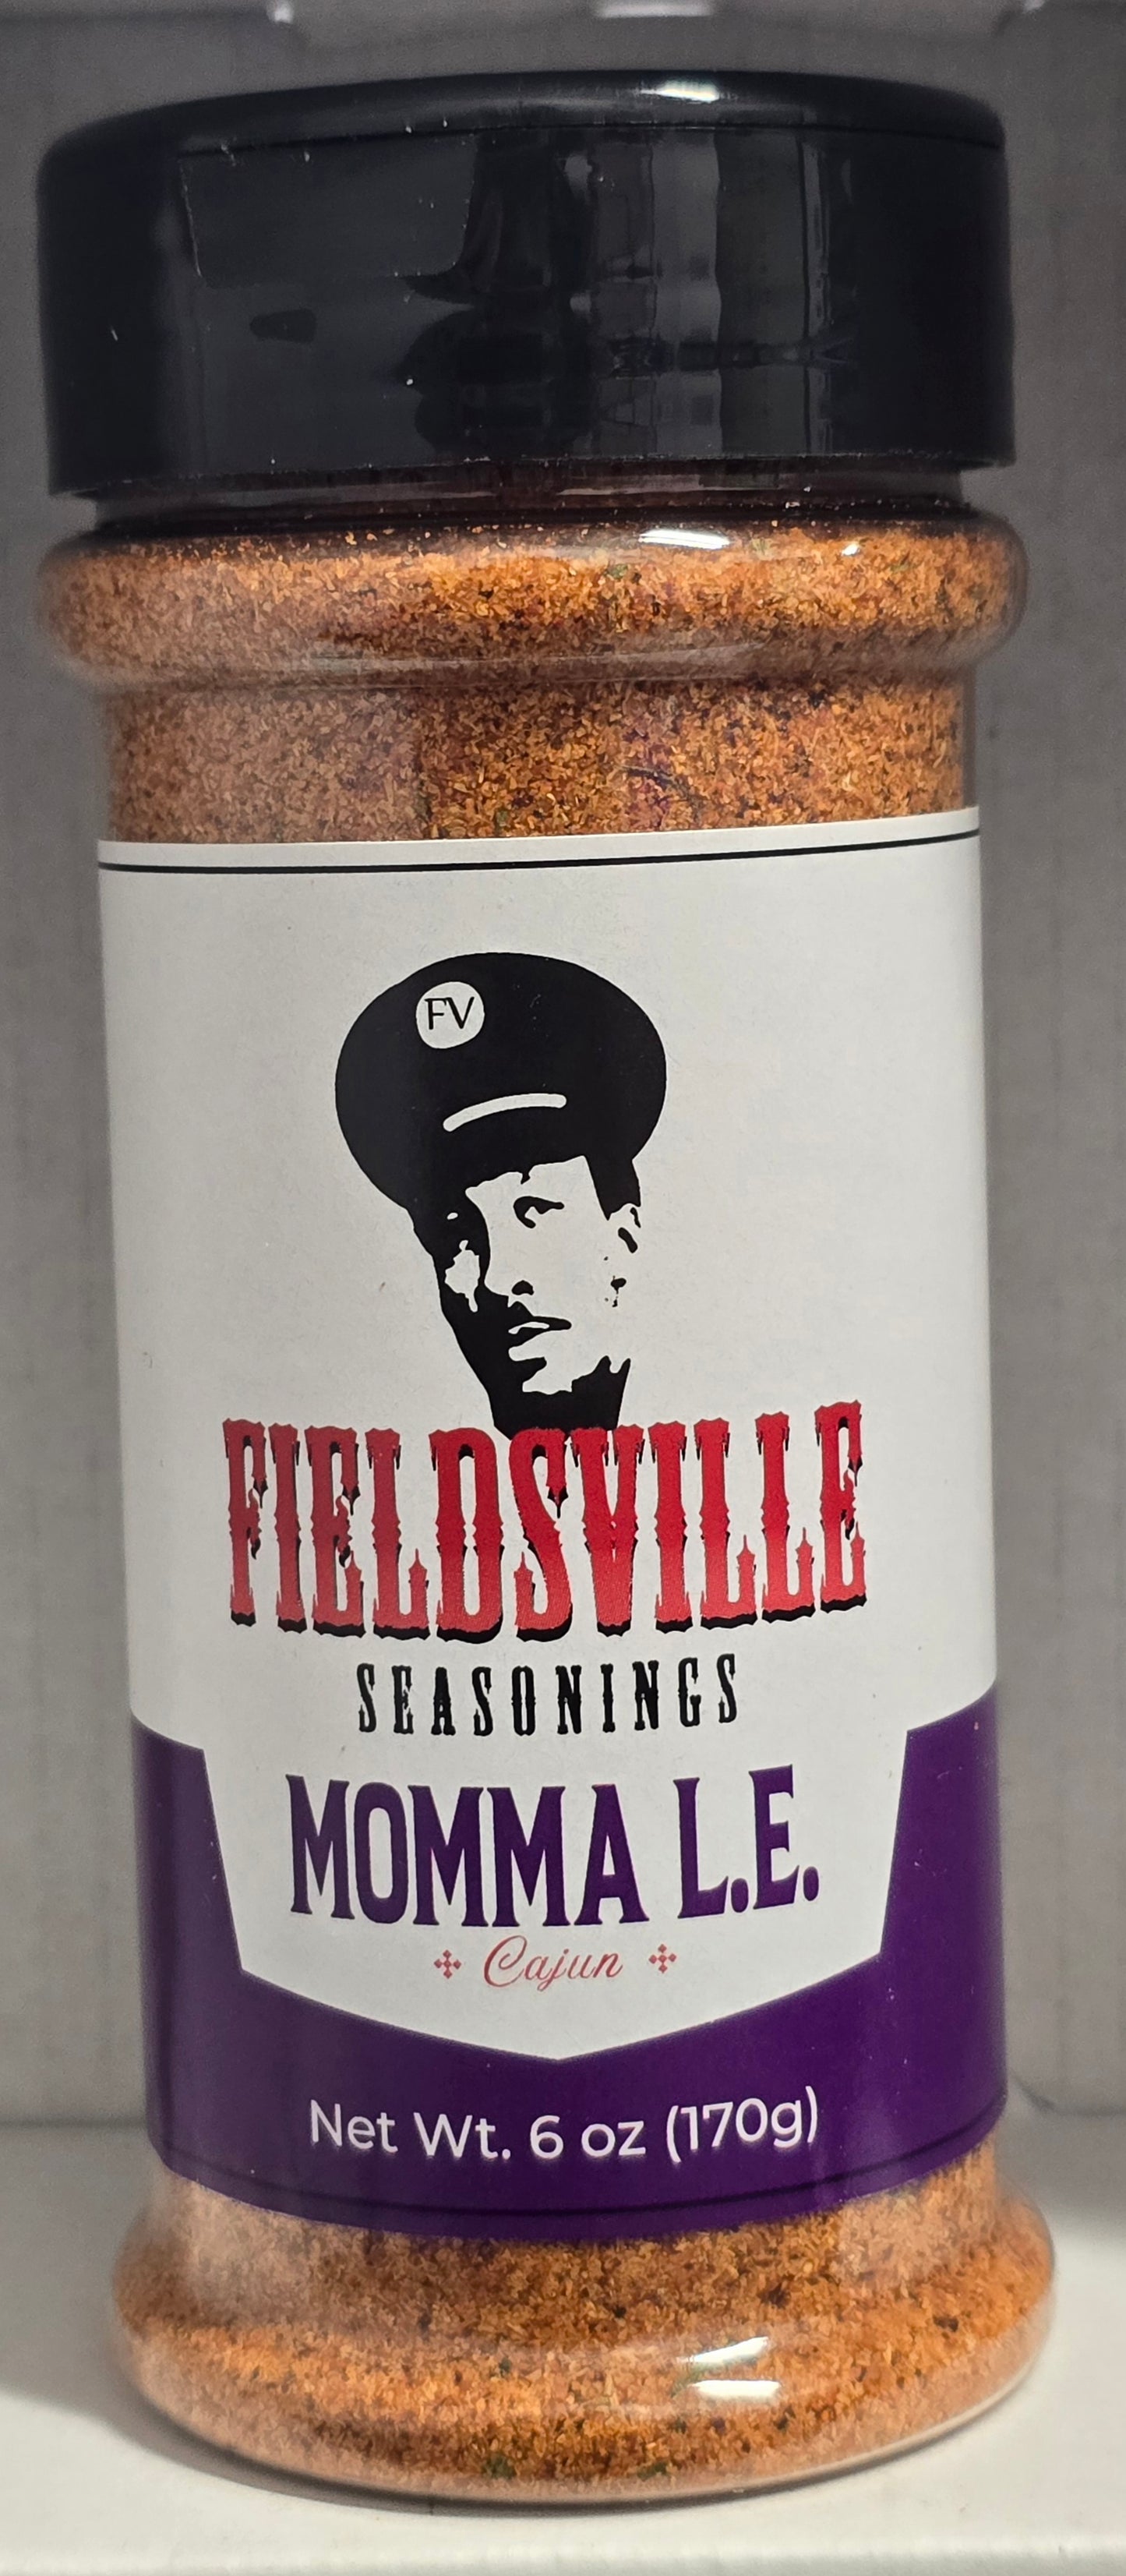 FV
FIELDSVILLE
SEASONINGS
MOMMA L.E.
Cajun
Net Wt. 6 oz (170g)